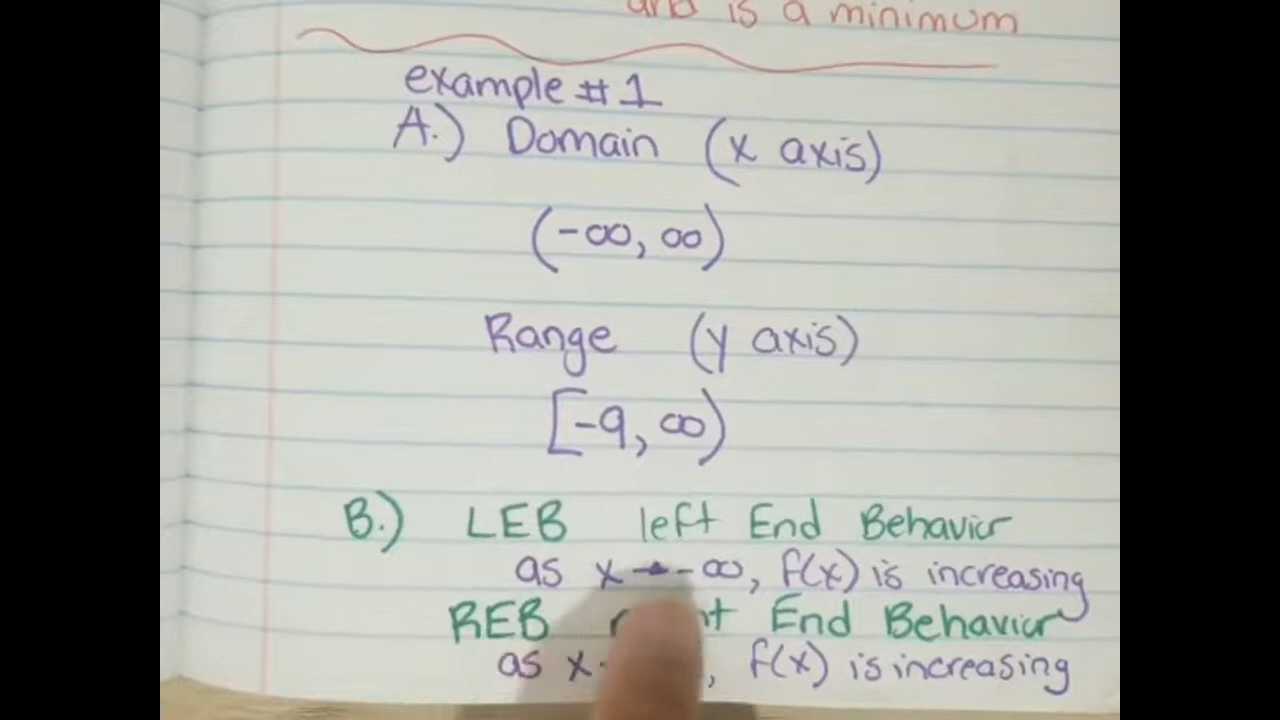 and is a minimum
example #1
A.) Domain (x axis)
(-∞, ∞)
Range (y axis)
[-9, ∞)
B.) LEB left End Behavior
as x → -∞, f(x) is increasing
REB End Behavior
as x , f(x) is increasing